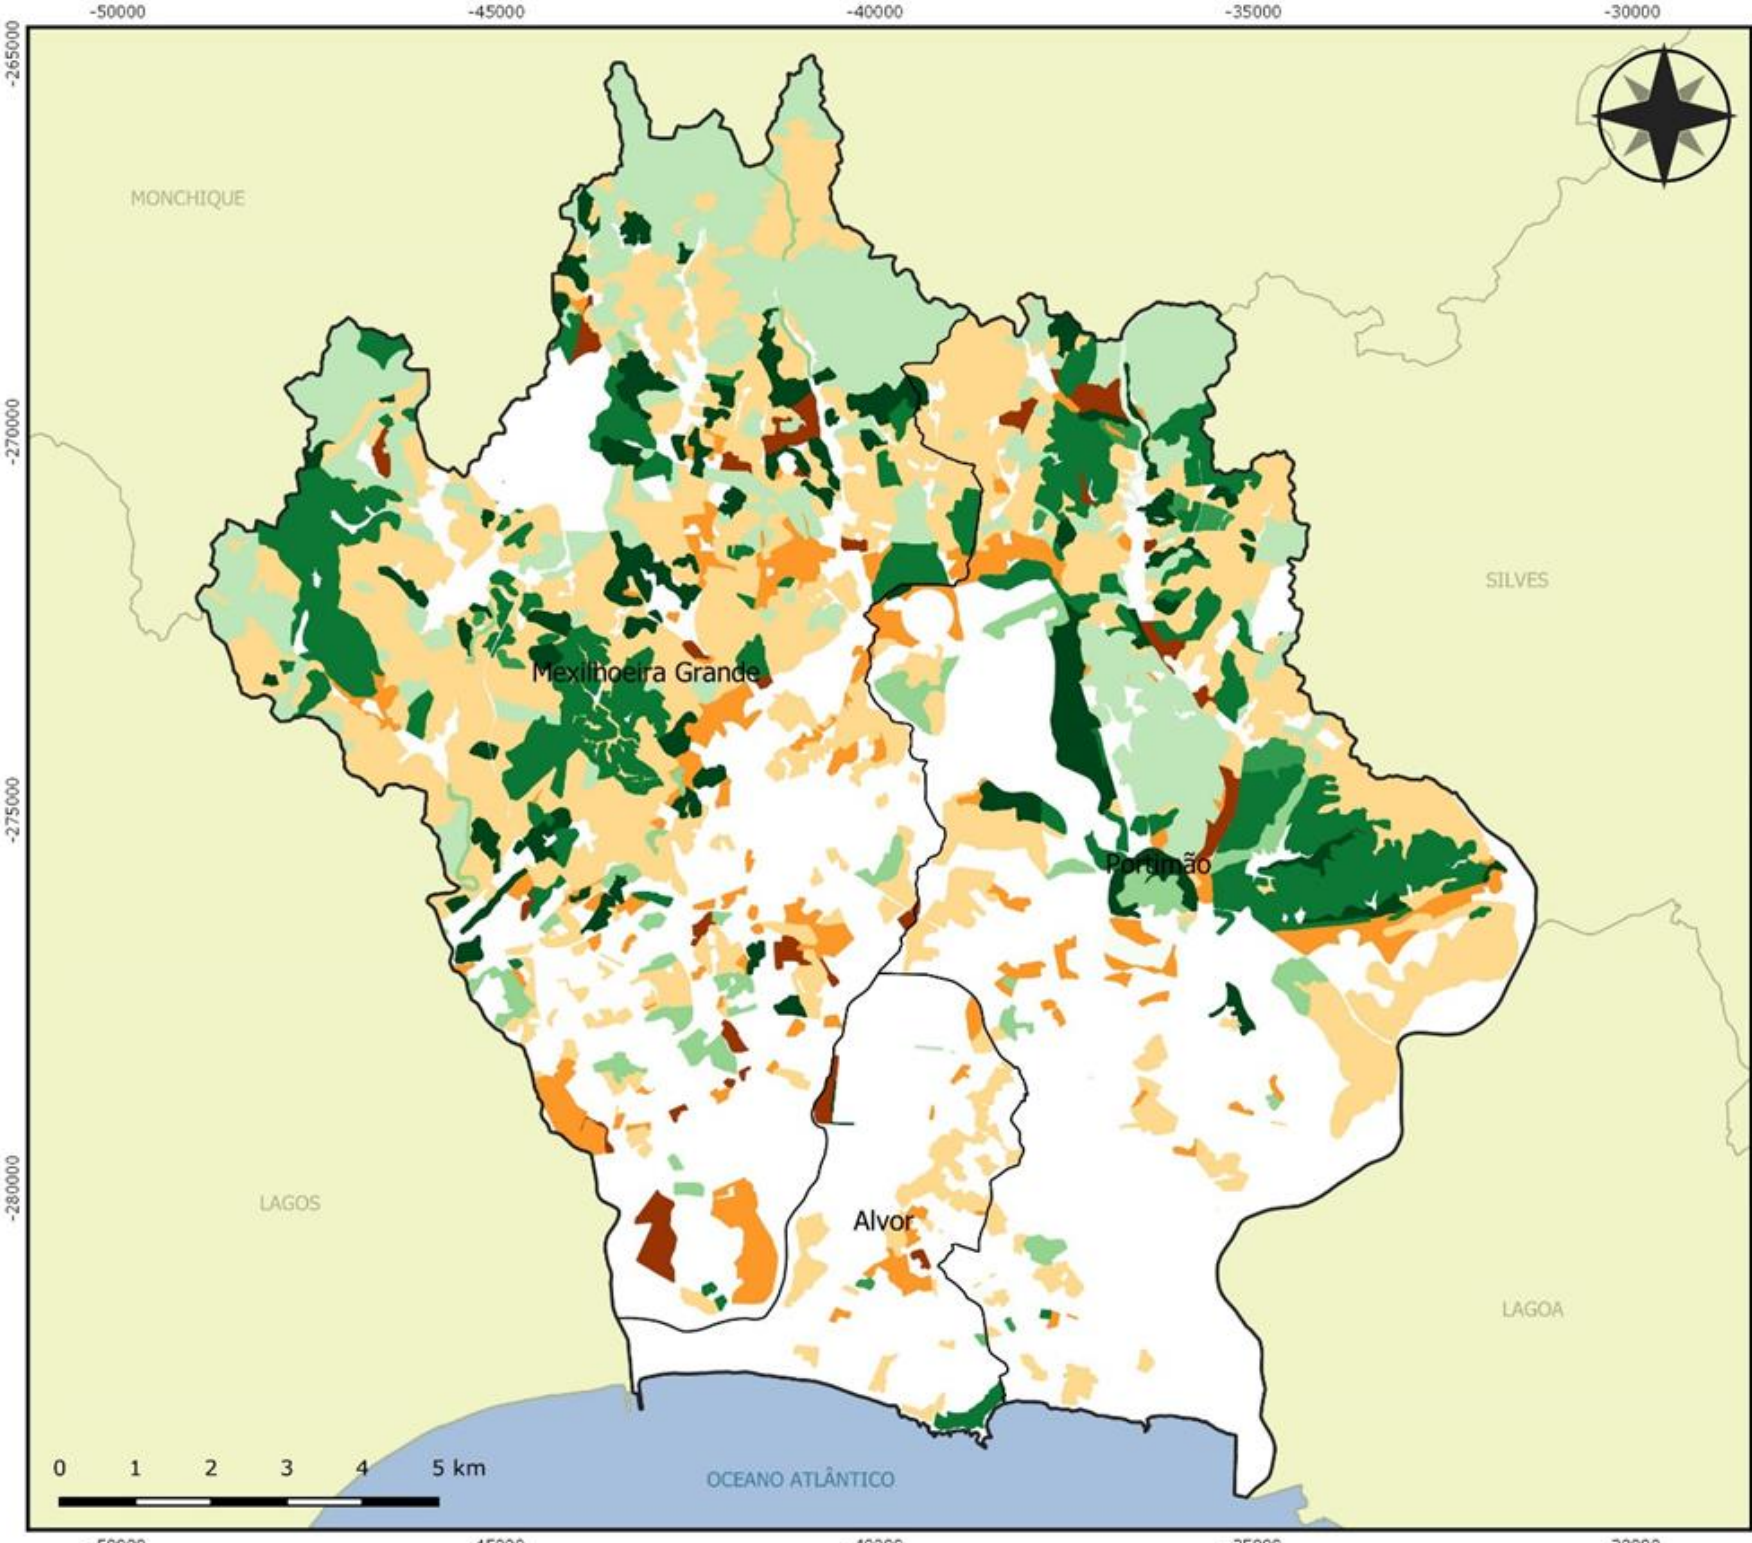 -50000 -45000 -40000 -35000 -30000
-265000
MONCHIQUE
-270000
SILVES
Mexilhoeira Grande
-275000
Portimão
-280000
LAGOS
Alvor
LAGOA
0 1 2 3 4 5 km
OCEANO ATLÂNTICO